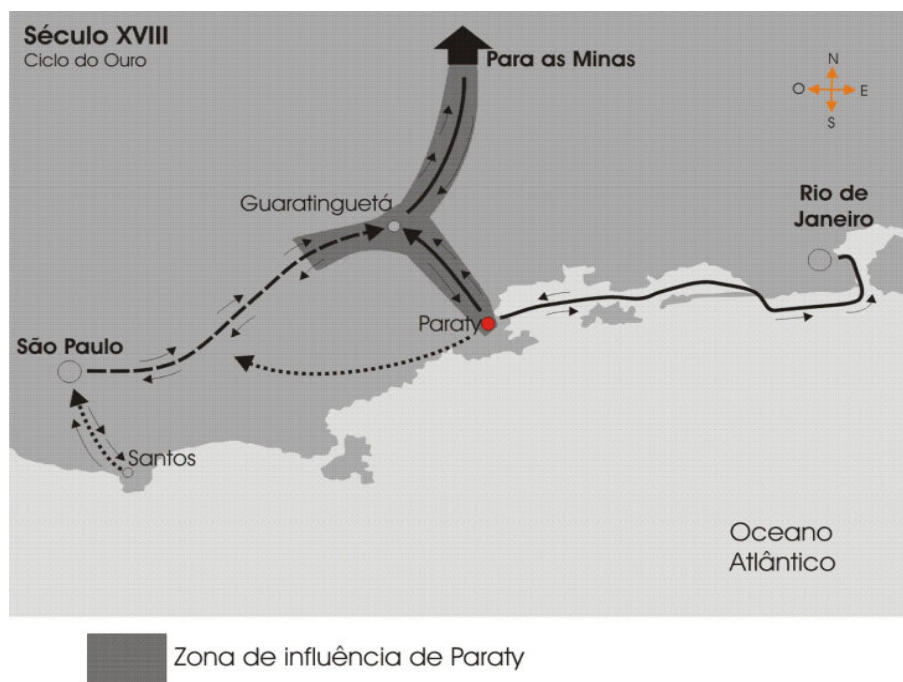 Século XVIII
Ciclo do Ouro
Para as Minas
N
O
E
S
Guaratinguetá
Rio de
Janeiro
Paraty
São Paulo
Santos
Oceano
Atlântico
Zona de influência de Paraty